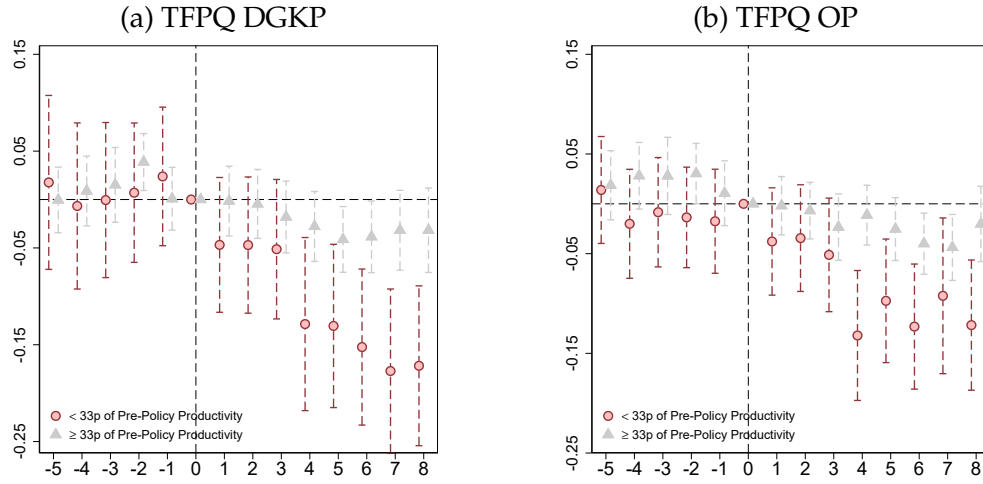 (a) TFPQ DGKP
0.15
0.05
-0.05
-0.15
-0.25
< 33p of Pre-Policy Productivity
≥ 33p of Pre-Policy Productivity
-5 -4 -3 -2 -1 0 1 2 3 4 5 6 7 8
(b) TFPQ OP
0.15
0.05
-0.05
-0.15
-0.25
< 33p of Pre-Policy Productivity
≥ 33p of Pre-Policy Productivity
-5 -4 -3 -2 -1 0 1 2 3 4 5 6 7 8